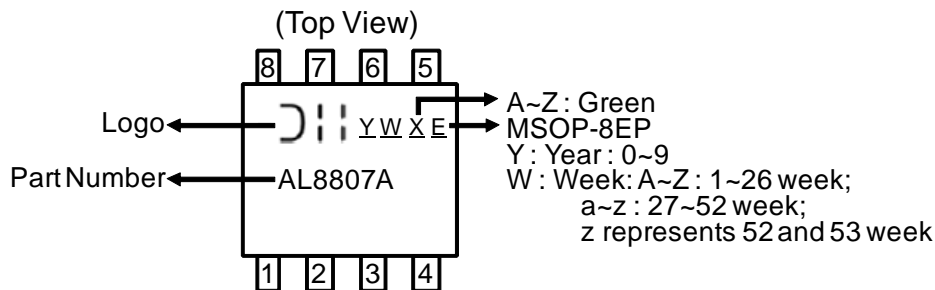 (Top View)
8 7 6 5
Logo
Y W X E
A~Z : Green
MSOP-8EP
Y : Year : 0~9
W : Week: A~Z : 1~26 week;
a~z : 27~52 week;
z represents 52 and 53 week
Part Number
AL8807A
1 2 3 4